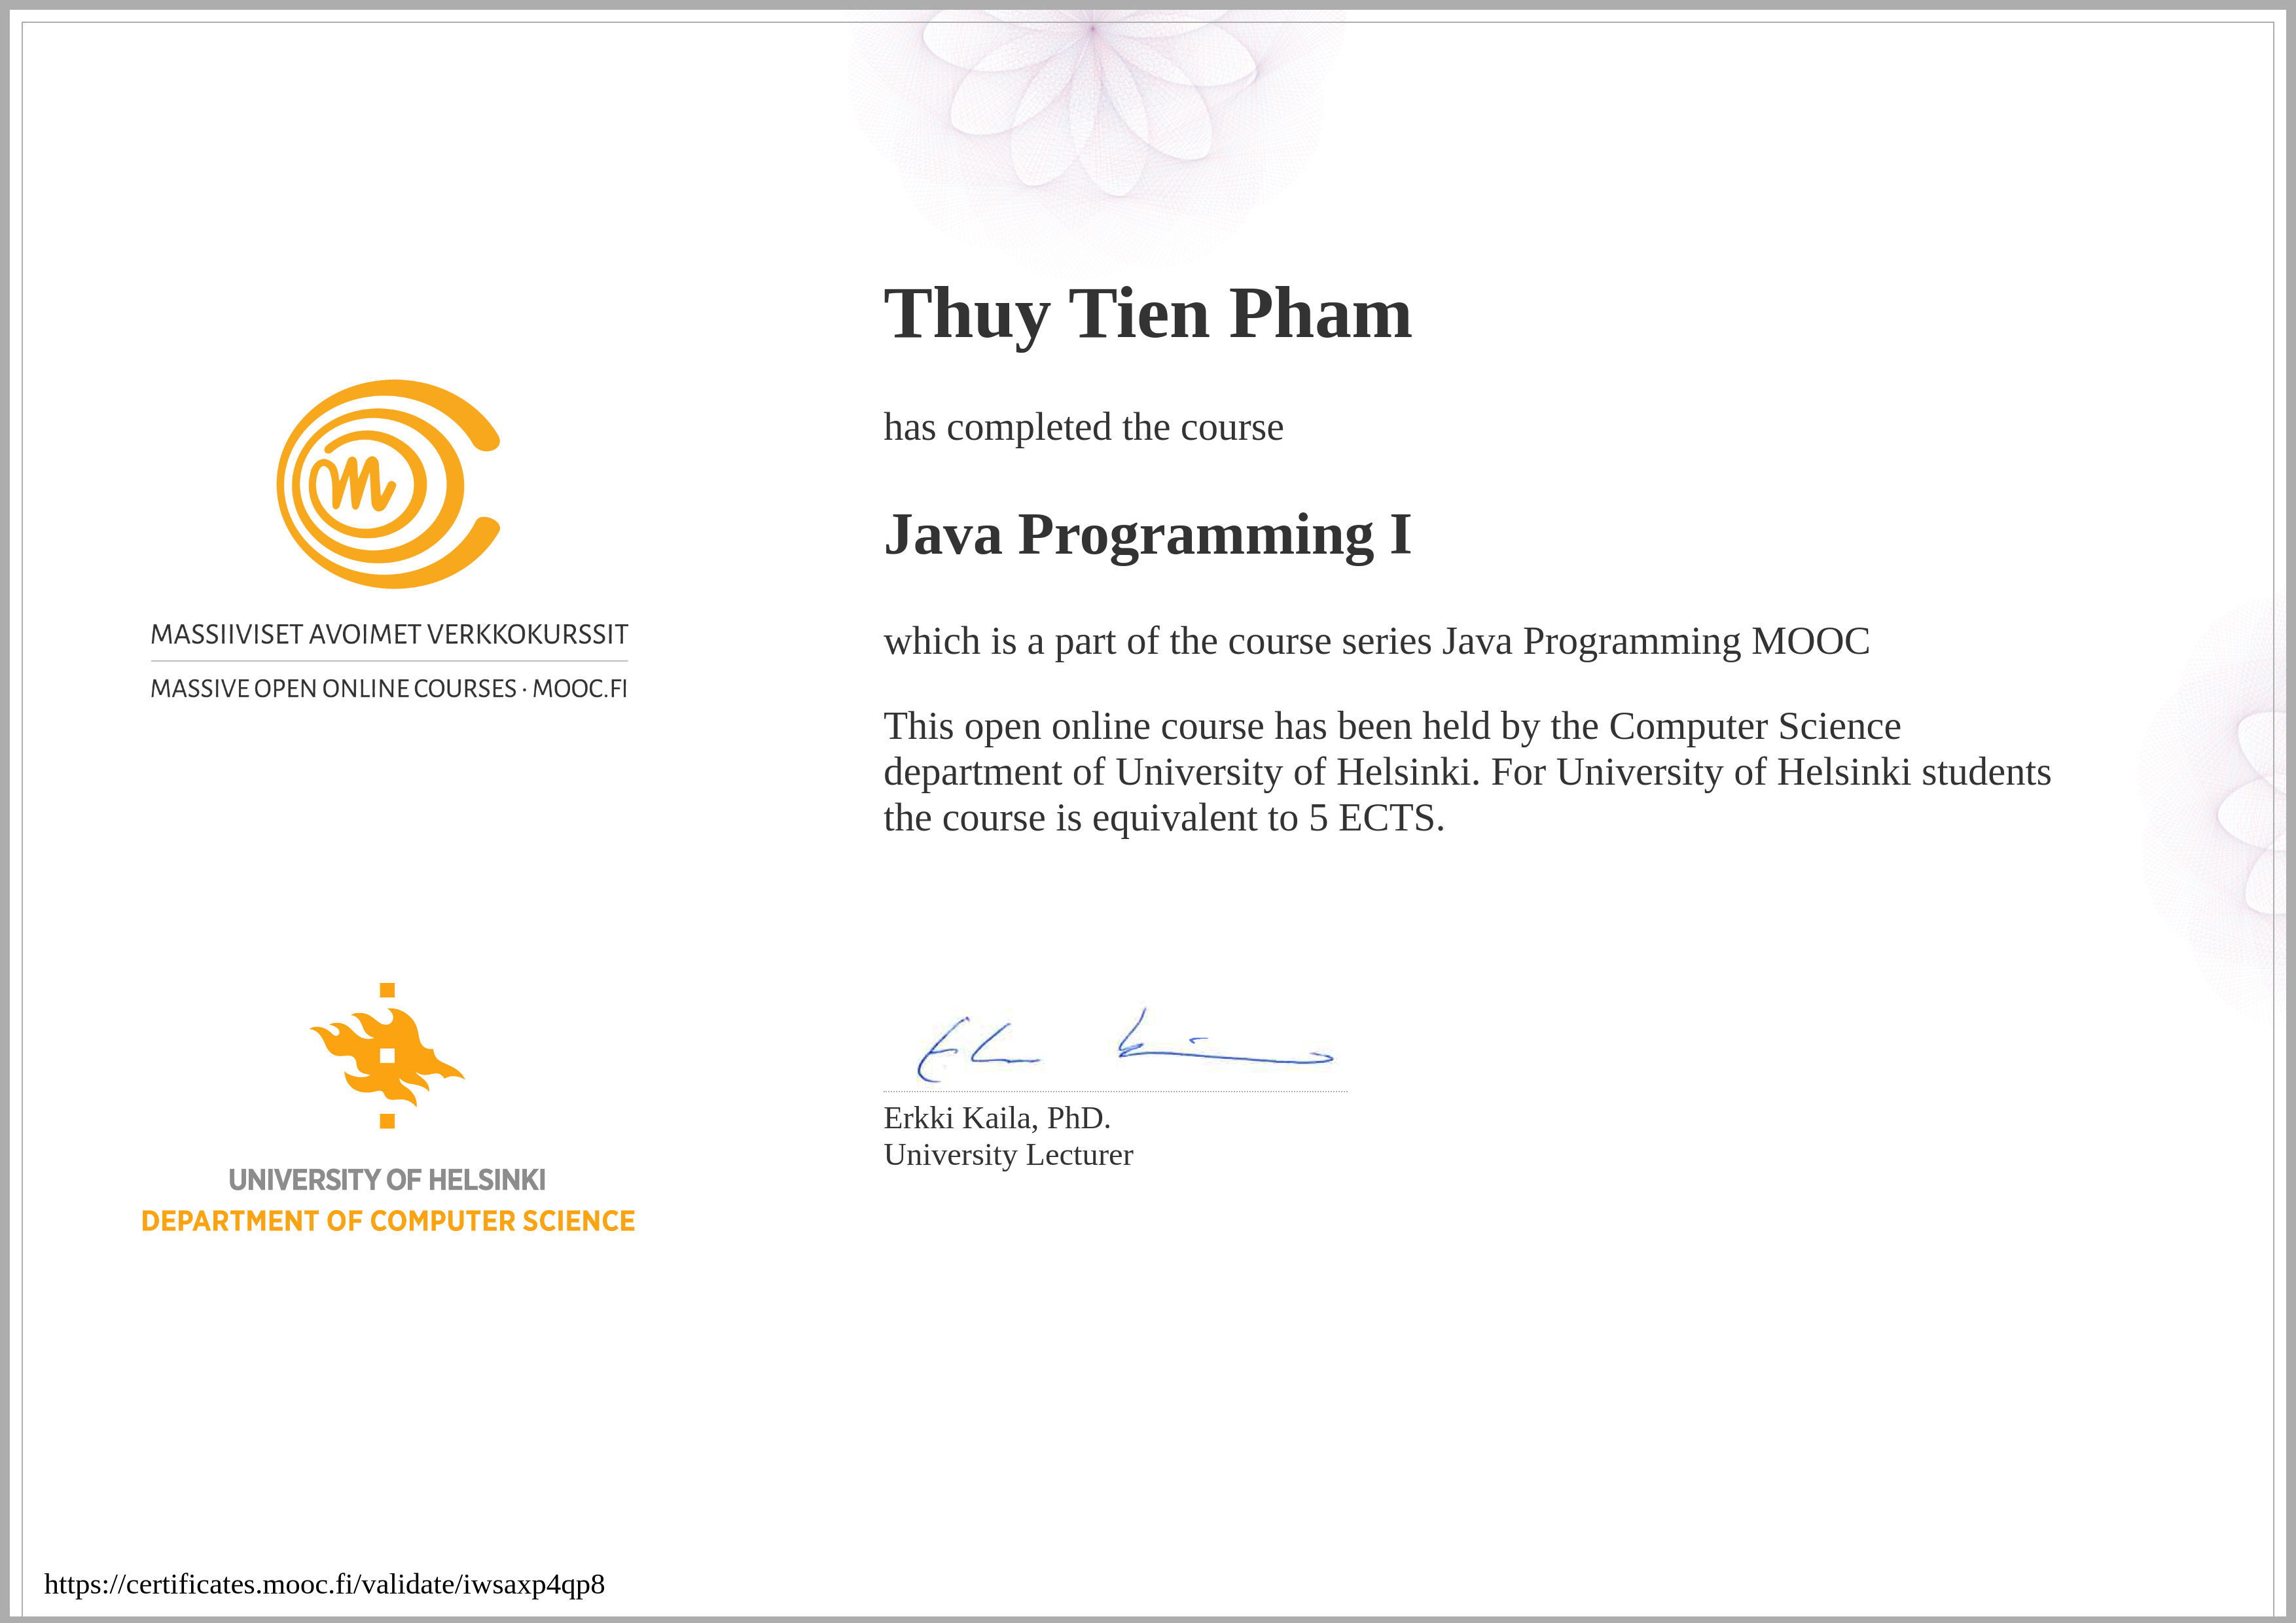 Thuy Tien Pham
has completed the course
Java Programming I
which is a part of the course series Java Programming MOOC
This open online course has been held by the Computer Science
department of University of Helsinki. For University of Helsinki students
the course is equivalent to 5 ECTS.
Erkki Kaila, PhD.
University Lecturer
m
MASSIIVISET AVOIMET VERKKOKURSSIT
MASSIVE OPEN ONLINE COURSES · MOOC.FI
UNIVERSITY OF HELSINKI
DEPARTMENT OF COMPUTER SCIENCE
https://certificates.mooc.fi/validate/iwsaxp4qp8